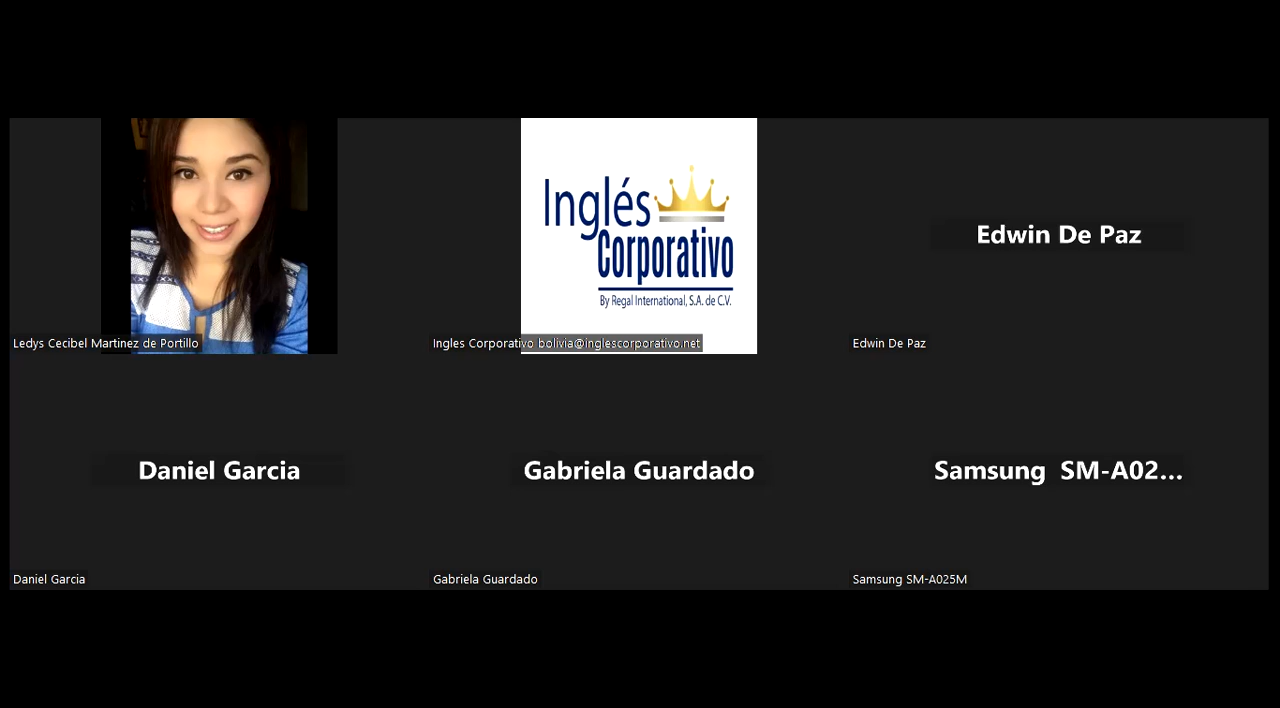 Inglés
Corporativo
By Regal International, S.A. de C.V.
Edwin De Paz
Ledys Cecibel Martinez de Portillo
Ingles Corporativo bolivia@inglescorporativo.net
Edwin De Paz
Daniel Garcia
Gabriela Guardado
Samsung SM-A02...
Daniel Garcia
Gabriela Guardado
Samsung SM-A025M